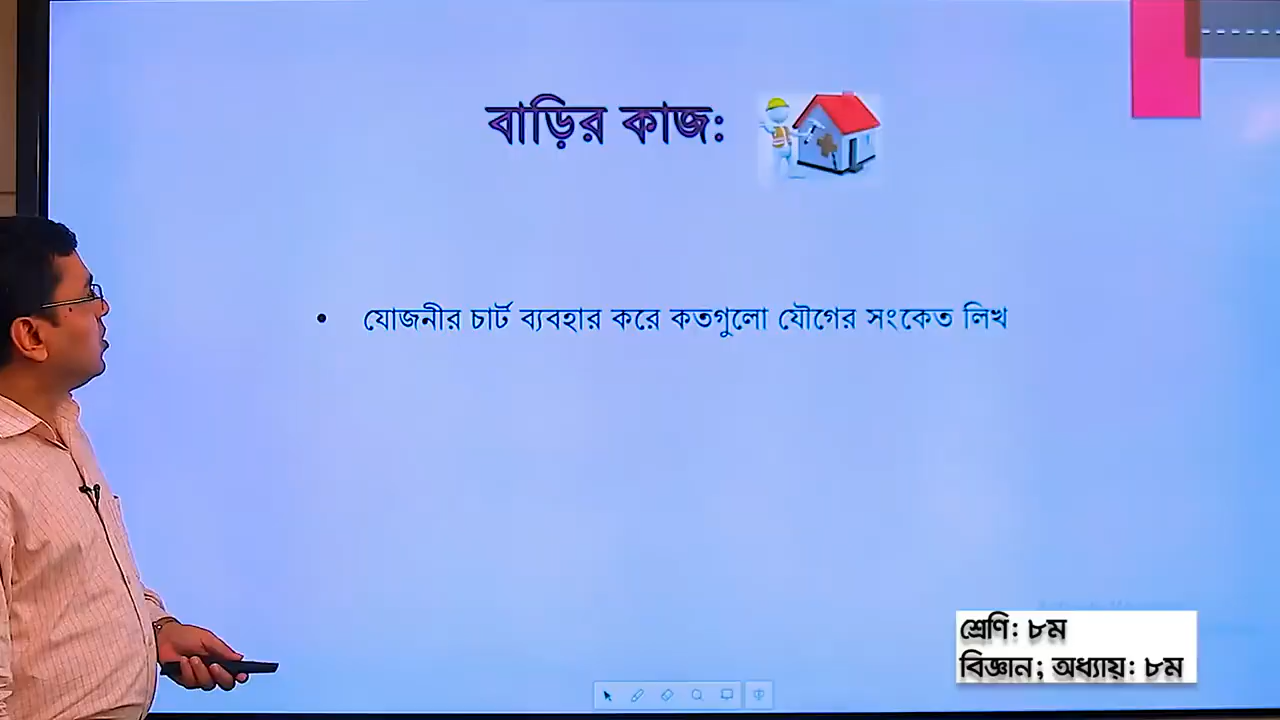 বাড়ির কাজ:
• যোজনীর চার্ট ব্যবহার করে কতগুলো যৌগের সংকেত লিখ
শ্রেণি: ৮ম
বিজ্ঞান; অধ্যায়: ৮ম